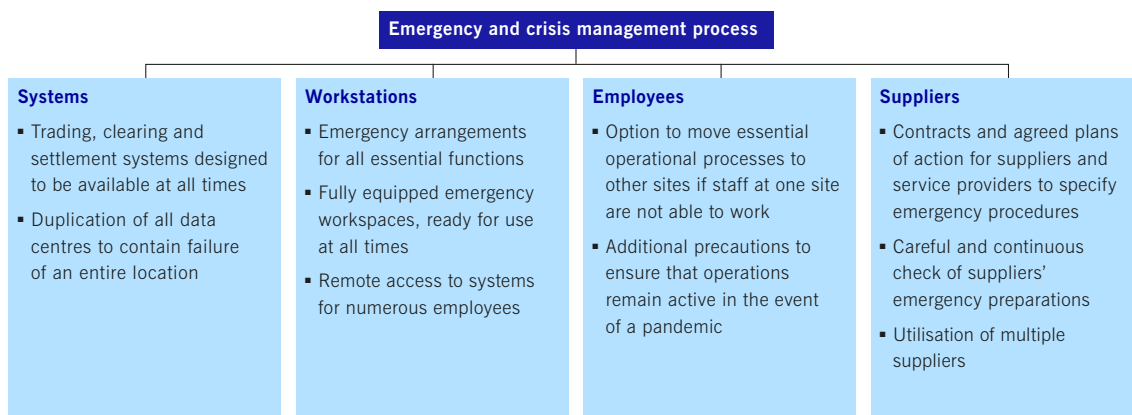 Emergency and crisis management process
Systems
▪ Trading, clearing and
settlement systems designed
to be available at all times
▪ Duplication of all data
centres to contain failure
of an entire location
Workstations
▪ Emergency arrangements
for all essential functions
▪ Fully equipped emergency
workspaces, ready for use
at all times
▪ Remote access to systems
for numerous employees
Employees
▪ Option to move essential
operational processes to
other sites if staff at one site
are not able to work
▪ Additional precautions to
ensure that operations
remain active in the event
of a pandemic
Suppliers
▪ Contracts and agreed plans
of action for suppliers and
service providers to specify
emergency procedures
▪ Careful and continuous
check of suppliers’
emergency preparations
▪ Utilisation of multiple
suppliers